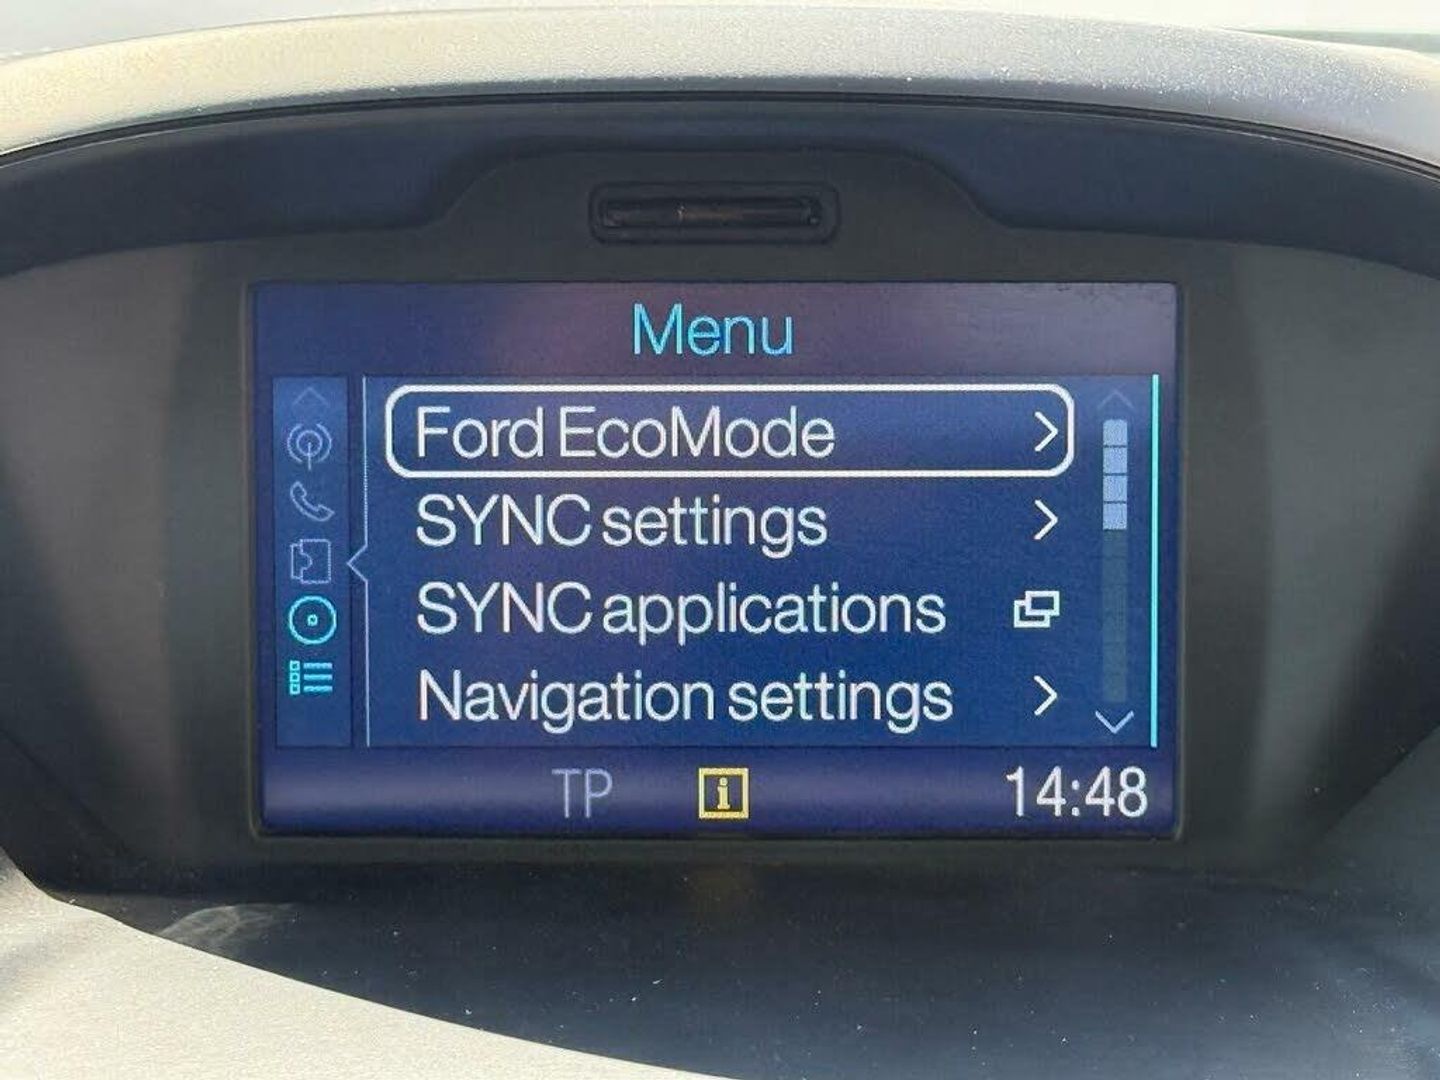 Menu
Ford EcoMode
SYNC settings
SYNC applications
Navigation settings
TP
i
14:48